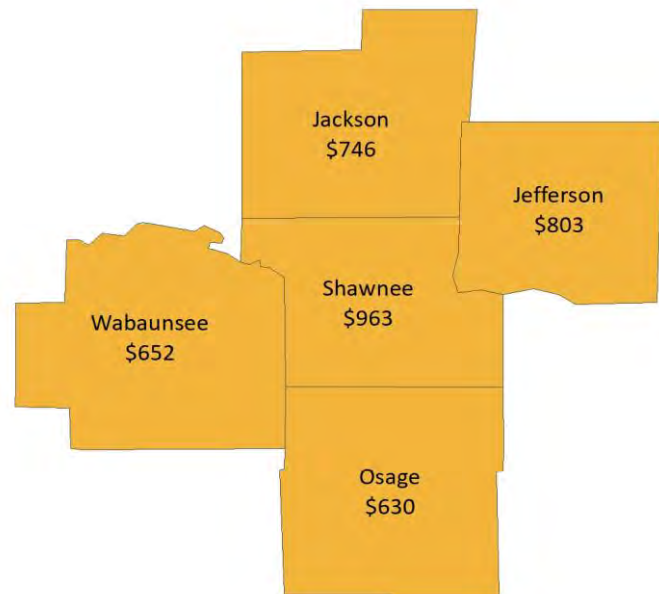 Jackson
$746
Jefferson
$803
Shawnee
$963
Wabaunsee
$652
Osage
$630